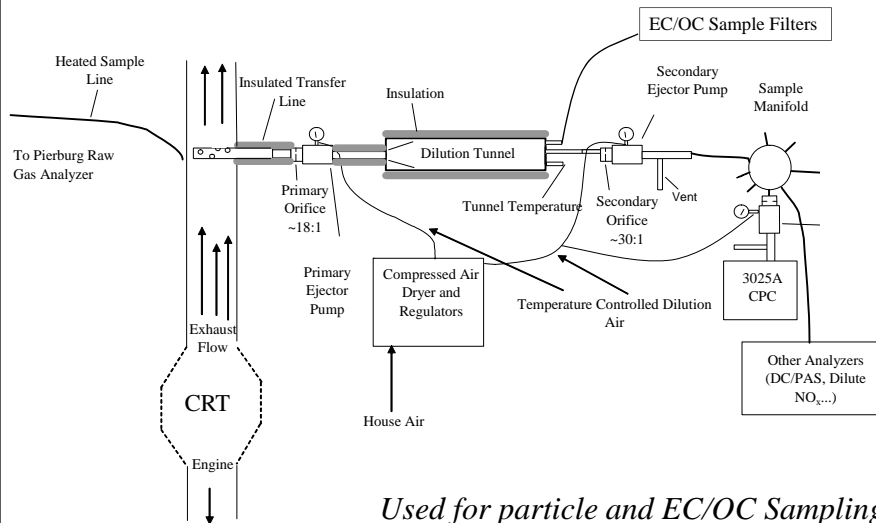 EC/OC Sample Filters
Heated Sample
Line
Insulated Transfer
Line
Insulation
Secondary
Ejector Pump
Sample
Manifold
To Pierburg Raw
Gas Analyzer
Dilution Tunnel
Primary
Orifice
~18:1
Tunnel Temperature
Secondary
Orifice
~30:1
Vent
Primary
Ejector
Pump
Compressed Air
Dryer and
Regulators
Temperature Controlled Dilution
Air
3025A
CPC
Exhaust
Flow
Other Analyzers
(DC/PAS, Dilute
NOx...)
CRT
House Air
Engine
Used for particle and EC/OC Sampling